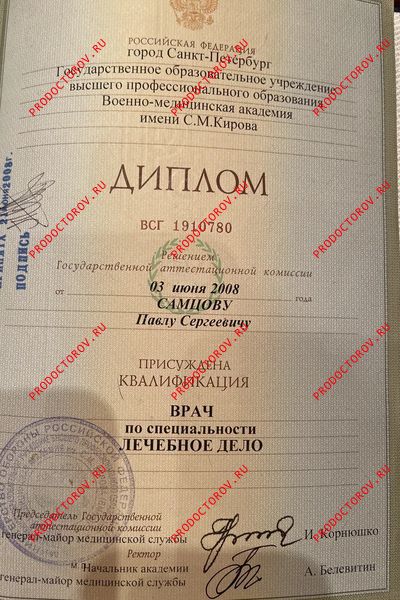 РОССИЙСКАЯ ФЕДЕРАЦИЯ
город Санкт-Петербург
Государственное образовательное учреждение
высшего профессионального образования
Военно-медицинская академия
имени С.М.Кирова
ДИПЛОМ
ВСГ 1910780
Решением
Государственной аттестационной комиссии
от 03 июня 2008 года
САМЦОВУ
Павлу Сергеевичу
ПРИСУЖДЕНА
КВАЛИФИКАЦИЯ
ВРАЧ
по специальности
ЛЕЧЕБНОЕ ДЕЛО
Председатель Государственной
аттестационной комиссии
генерал-майор медицинской службы
И. Корнюшко
Ректор
М.П.
Начальник академии
генерал-майор медицинской службы
А. Белевитин
2008г.
ПОДПИСЬ
PRODOCTOROV.RU